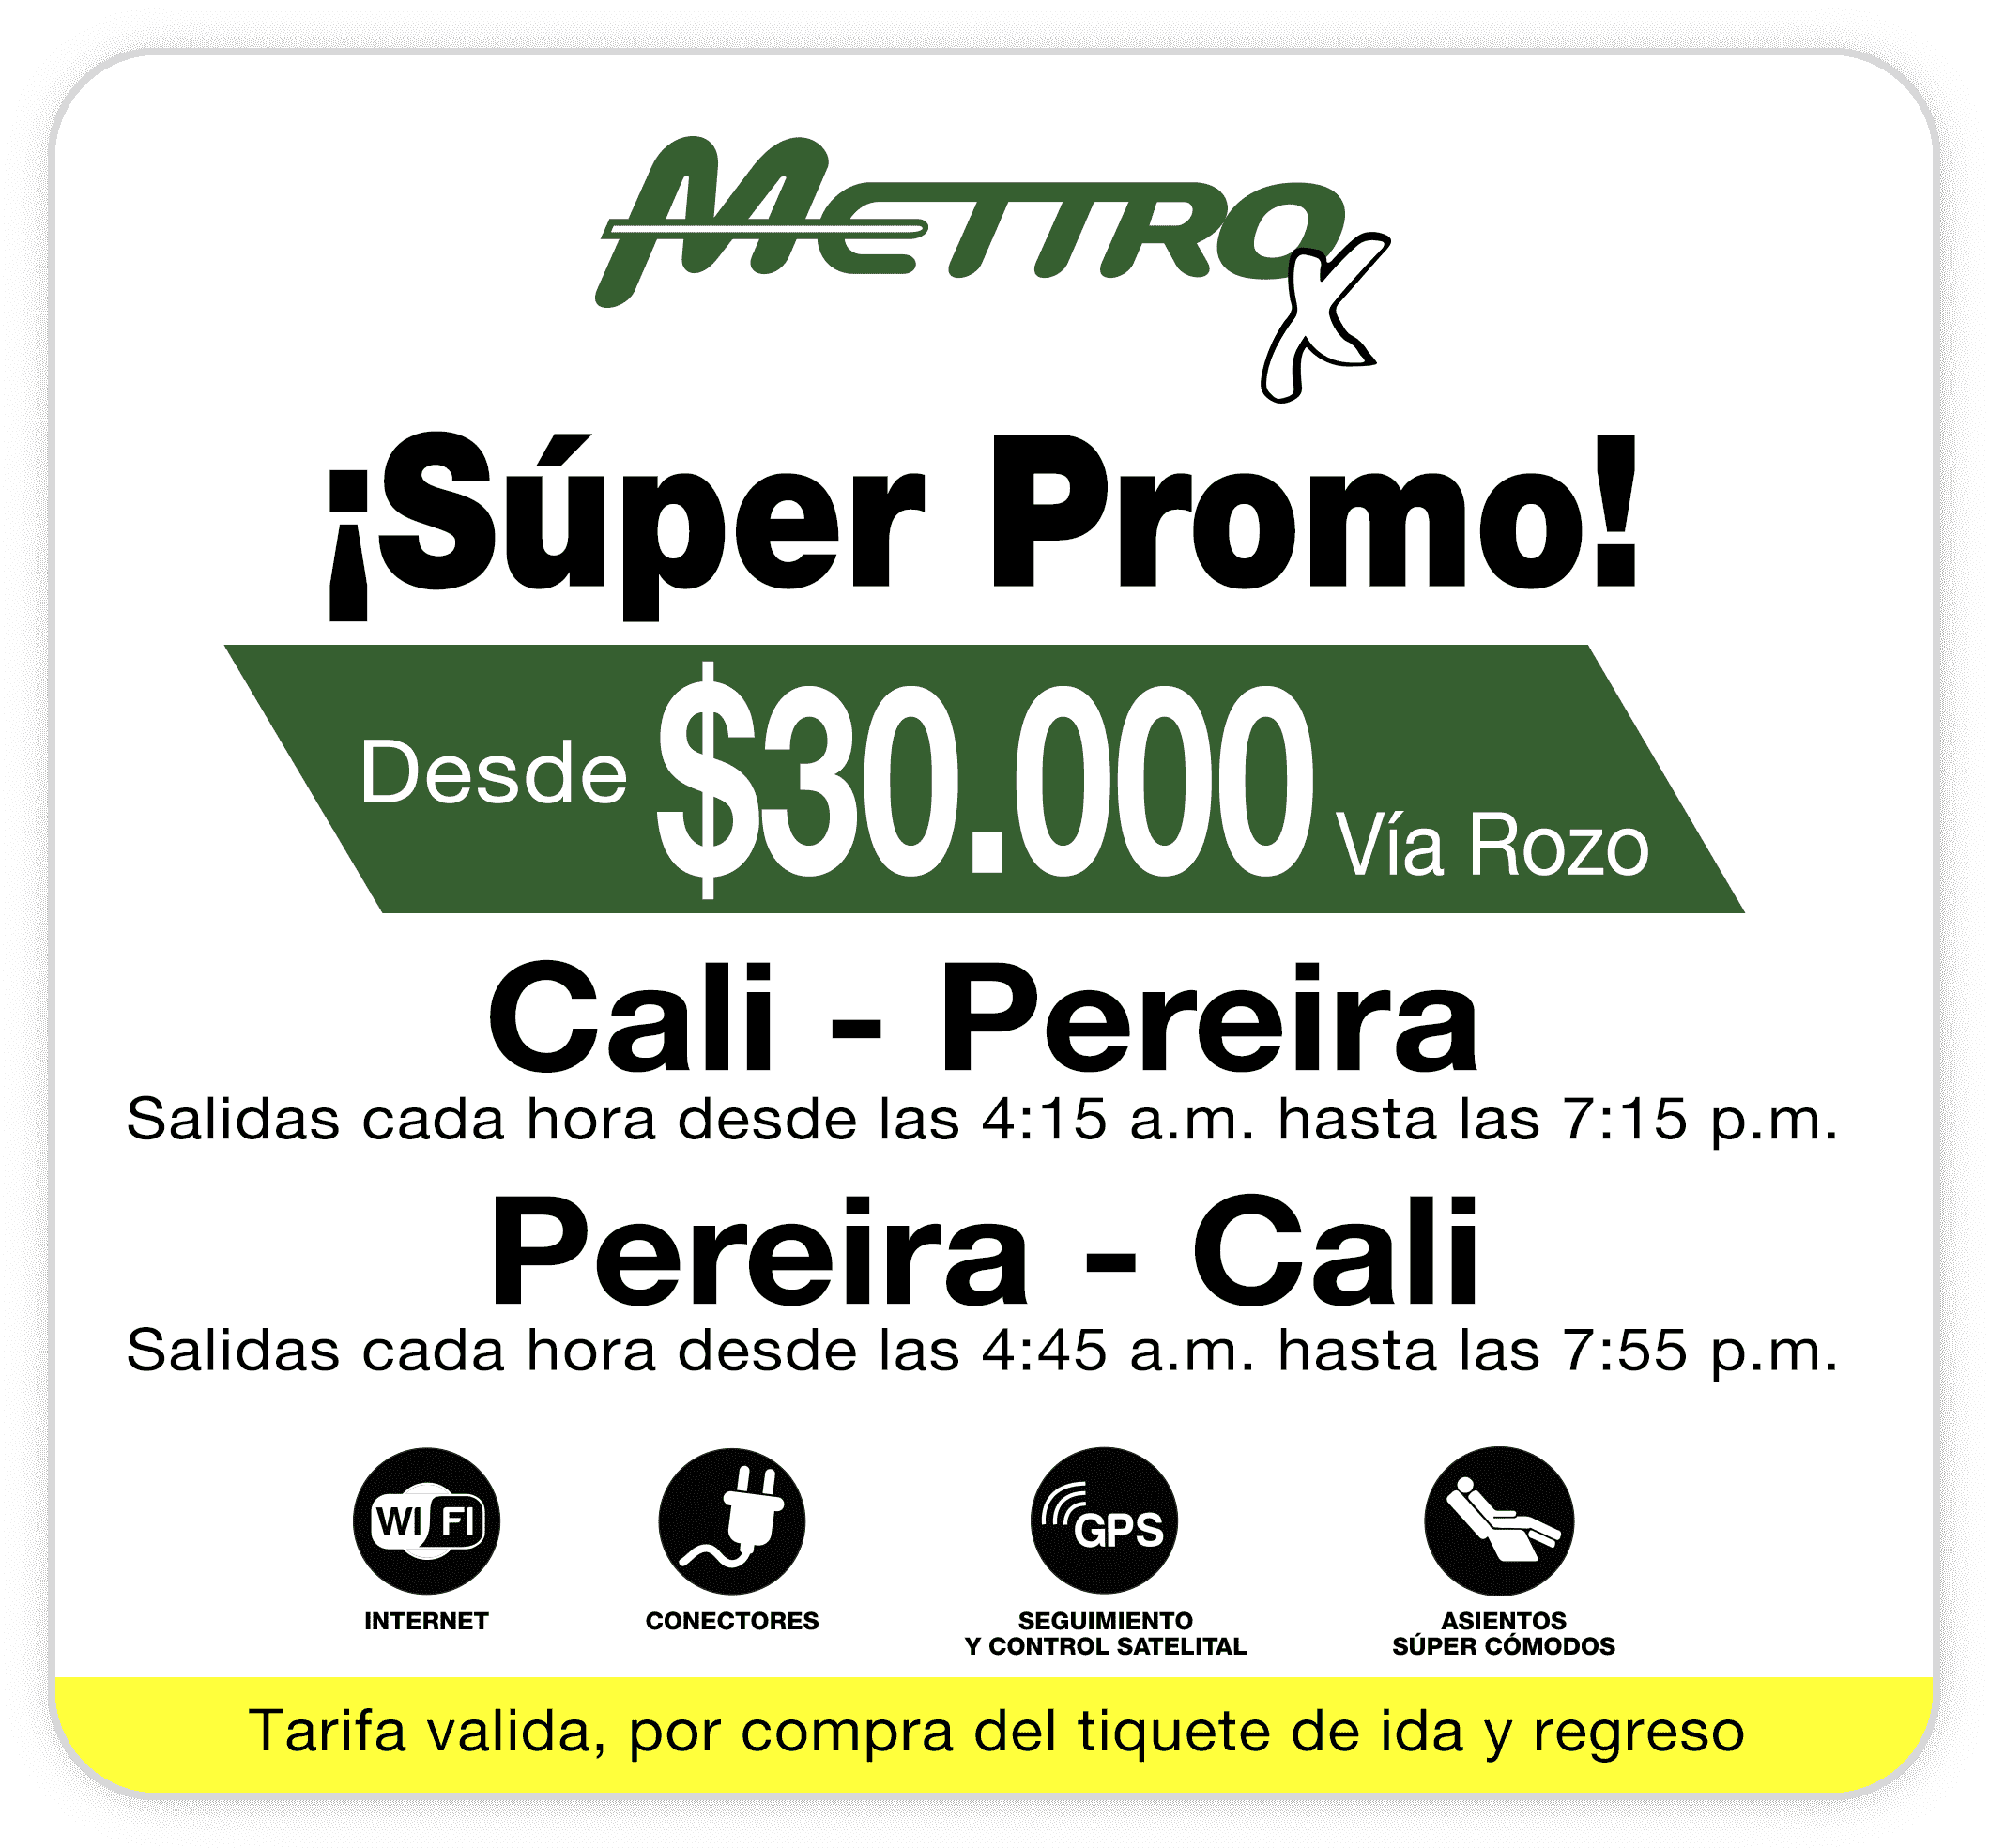 METTRO K
¡Súper Promo!
Desde $30.000 Vía Rozo
Cali - Pereira
Salidas cada hora desde las 4:15 a.m. hasta las 7:15 p.m.
Pereira - Cali
Salidas cada hora desde las 4:45 a.m. hasta las 7:55 p.m.
WI FI
GPS
INTERNET
CONECTORES
SEGUIMIENTO
Y CONTROL SATELITAL
ASIENTOS
SÚPER CÓMODOS
Tarifa valida, por compra del tiquete de ida y regreso